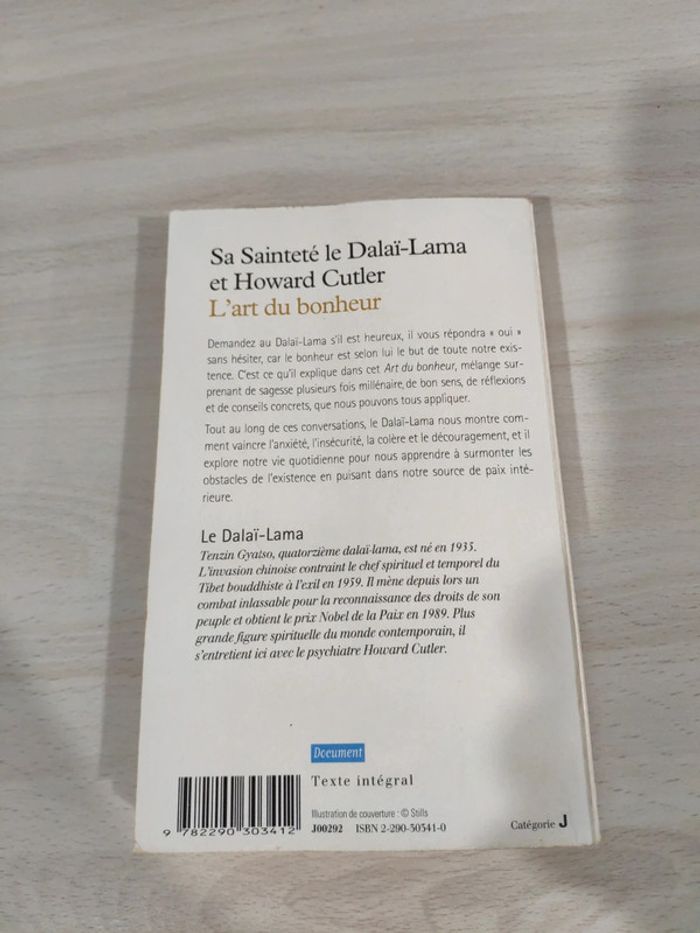 Sa Sainteté le Dalaï-Lama
et Howard Cutler
L'art du bonheur
Demandez au Dalaï-Lama s'il est heureux, il vous répondra « oui »
sans hésiter, car le bonheur est selon lui le but de toute notre exis-
tence. C'est ce qu'il explique dans cet Art du bonheur, mélange sur-
prenant de sagesse plusieurs fois millénaire, de bon sens, de réflexions
et de conseils concrets, que nous pouvons tous appliquer.
Tout au long de ces conversations, le Dalaï-Lama nous montre com-
ment vaincre l'anxiété, l'insécurité, la colère et le découragement, et il
explore notre vie quotidienne pour nous apprendre à surmonter les
obstacles de l'existence en puisant dans notre source de paix inté-
rieure.
Le Dalaï-Lama
Tenzin Gyatso, quatorzième dalaï-lama, est né en 1935.
L'invasion chinoise contraint le chef spirituel et temporel du
Tibet bouddhiste à l'exil en 1959. Il mène depuis lors un
combat inlassable pour la reconnaissance des droits de son
peuple et obtient le prix Nobel de la Paix en 1989. Plus
grande figure spirituelle du monde contemporain, il
s'entretient ici avec le psychiatre Howard Cutler.
Document
Texte intégral
Illustration de couverture : © Stills
J00292 ISBN 2-290-30341-0
Catégorie J
9 782290 303412